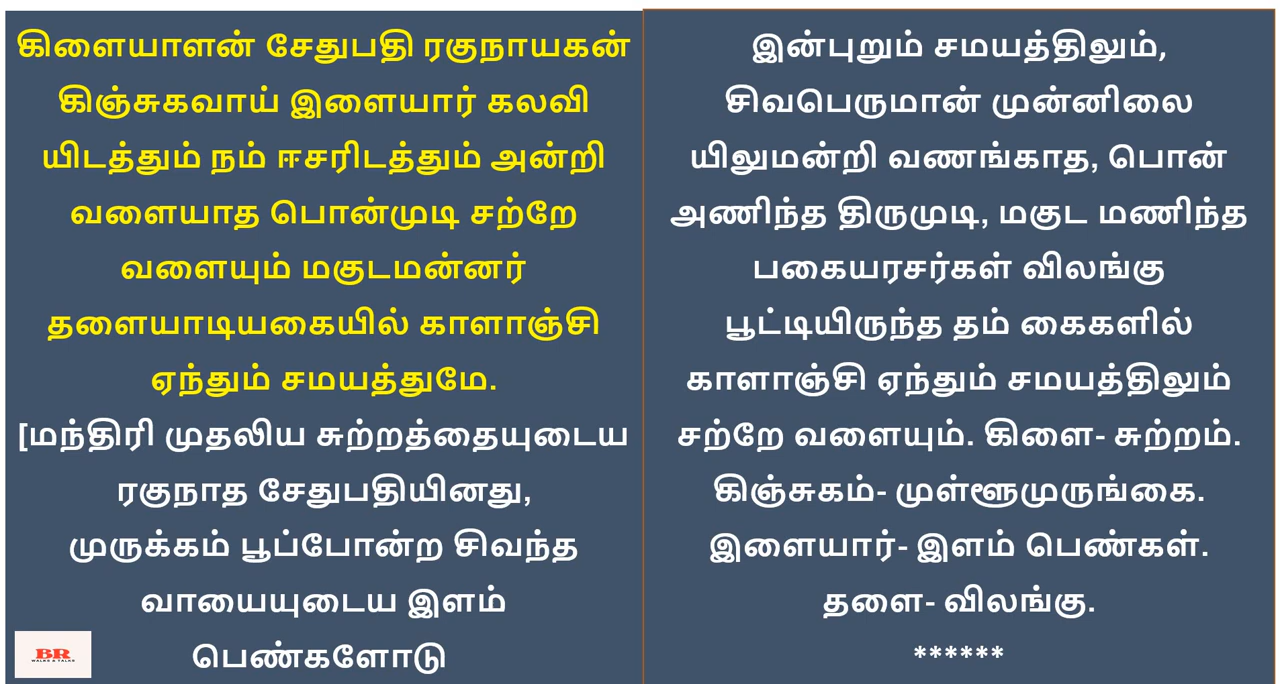 கிளையாளன் சேதுபதி ரகுநாயகன்
கிஞ்சுகவாய் இளையார் கலவி
யிடத்தும் நம் ஈசரிடத்தும் அன்றி
வளையாத பொன்முடி சற்றே
வளையும் மகுடமன்னர்
தளையாடியகையில் காளாஞ்சி
ஏந்தும் சமயத்துமே.
[மந்திரி முதலிய சுற்றத்தையுடைய
ரகுநாத சேதுபதியினது,
முருக்கம் பூப்போன்ற சிவந்த
வாயையுடைய இளம்
பெண்களோடு
BR
WALKS & TALKS
இன்புறும் சமயத்திலும்,
சிவபெருமான் முன்னிலை
யிலுமன்றி வணங்காத, பொன்
அணிந்த திருமுடி, மகுட மணிந்த
பகையரசர்கள் விலங்கு
பூட்டியிருந்த தம் கைகளில்
காளாஞ்சி ஏந்தும் சமயத்திலும்
சற்றே வளையும். கிளை- சுற்றம்.
கிஞ்சுகம்- முள்ளூமுருங்கை.
இளையார்- இளம் பெண்கள்.
தளை- விலங்கு.
******